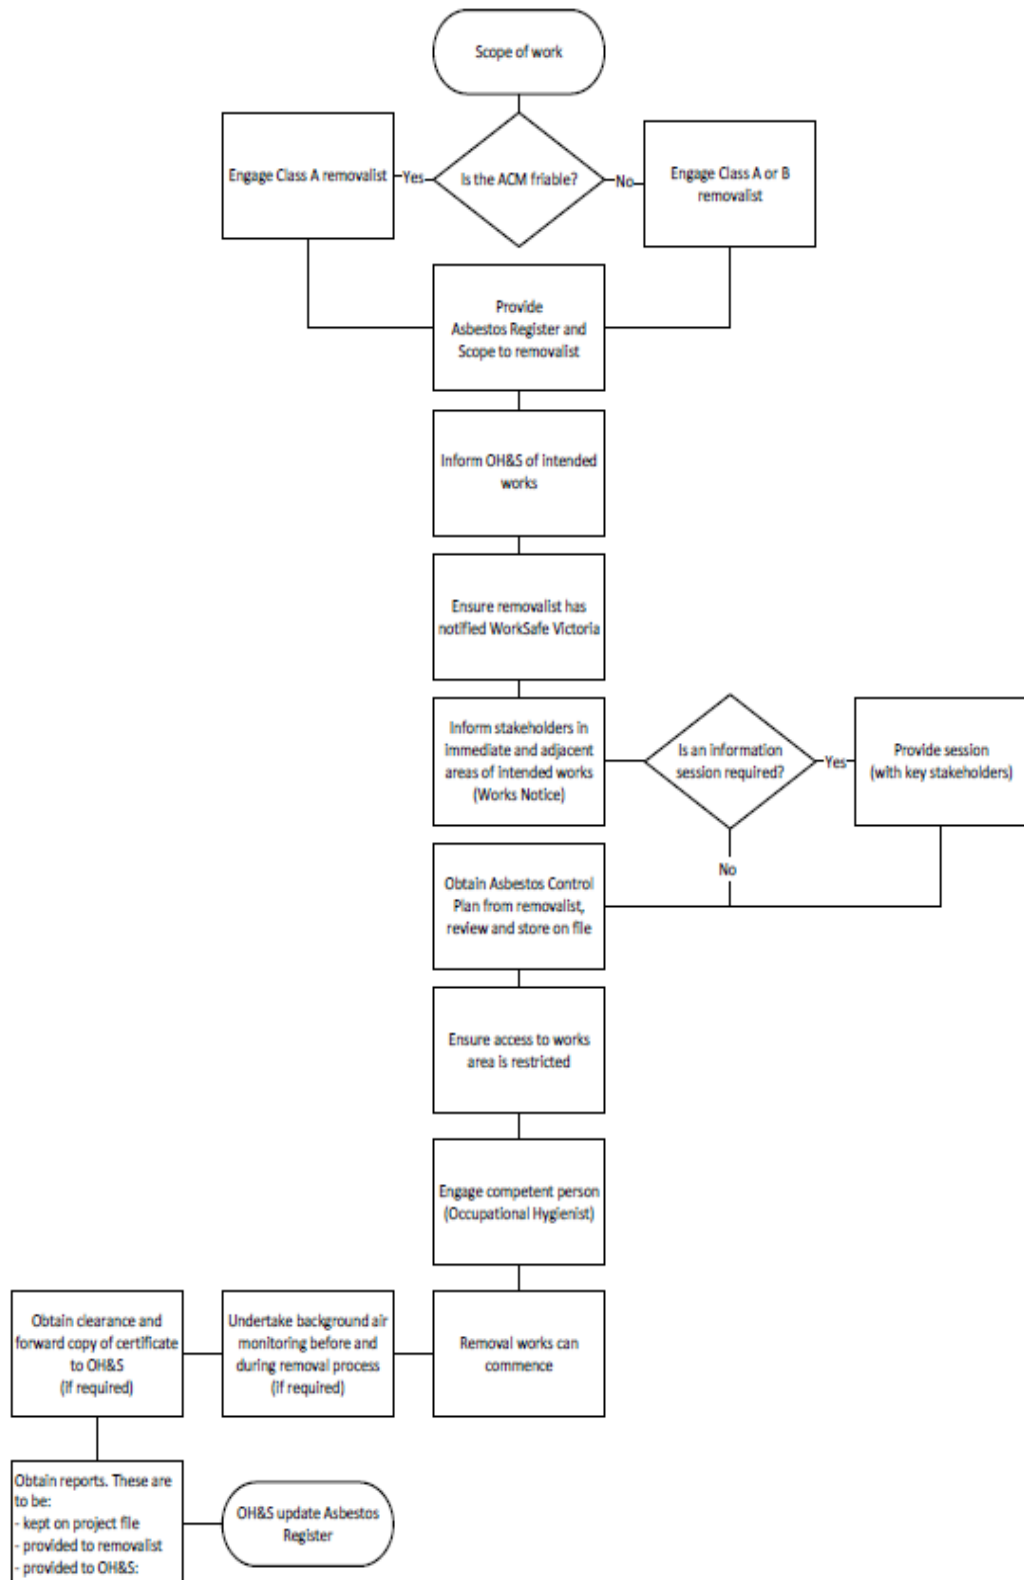 Scope of work
Engage Class A removalist
Yes
Is the ACM friable?
No
Engage Class A or B
removalist
Provide
Asbestos Register and
Scope to removalist
Inform OH&S of intended
works
Ensure removalist has
notified WorkSafe Victoria
Inform stakeholders in
immediate and adjacent
areas of intended works
(Works Notice)
Is an information
session required?
Yes
Provide session
(with key stakeholders)
No
Obtain Asbestos Control
Plan from removalist,
review and store on file
Ensure access to works
area is restricted
Engage competent person
(Occupational Hygienist)
Removal works can
commence
Undertake background air
monitoring before and
during removal process
(if required)
Obtain clearance and
forward copy of certificate
to OH&S
(if required)
Obtain reports. These are
to be:
- kept on project file
- provided to removalist
- provided to OH&S:
OH&S update Asbestos
Register